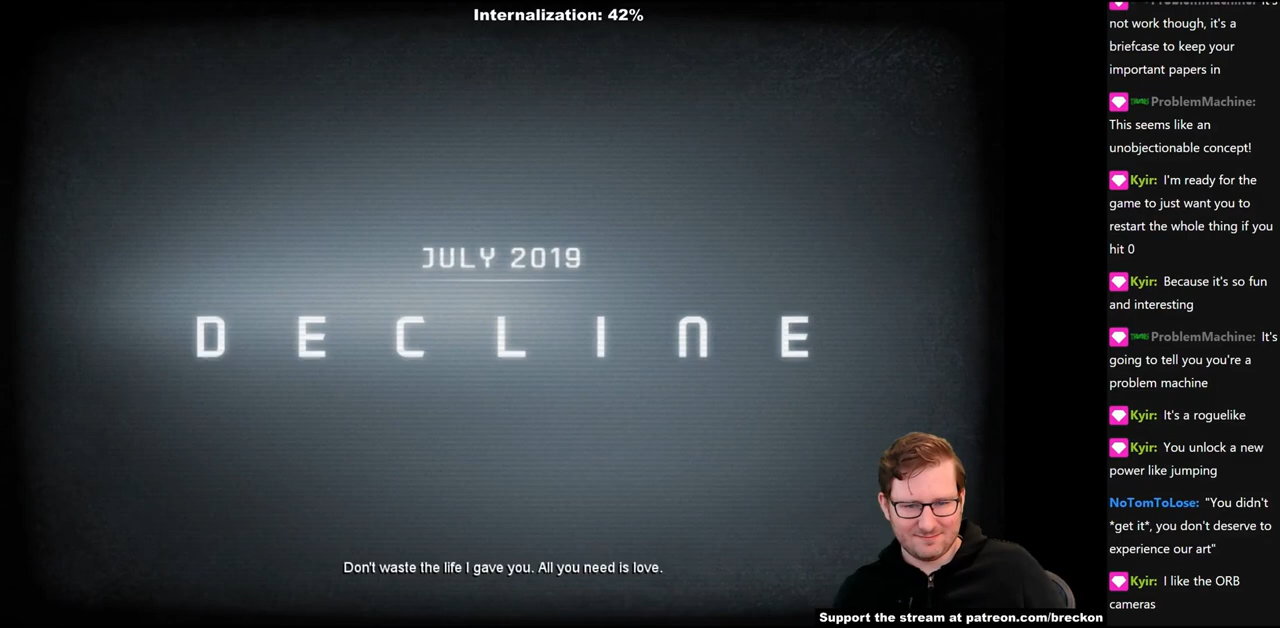 Internalization: 42%
JULY 2019
DECLINE
Don't waste the life I gave you. All you need is love.
Support the stream at patreon.com/breckon
not work though, it's a
briefcase to keep your
important papers in
ProblemMachine:
This seems like an
unobjectionable concept!
Kyir: I'm ready for the
game to just want you to
restart the whole thing if you
hit 0
Kyir: Because it's so fun
and interesting
ProblemMachine: It's
going to tell you you're a
problem machine
Kyir: It's a roguelike
Kyir: You unlock a new
power like jumping
NoTomToLose: "You didn't
*get it*, you don't deserve to
experience our art"
Kyir: I like the ORB
cameras